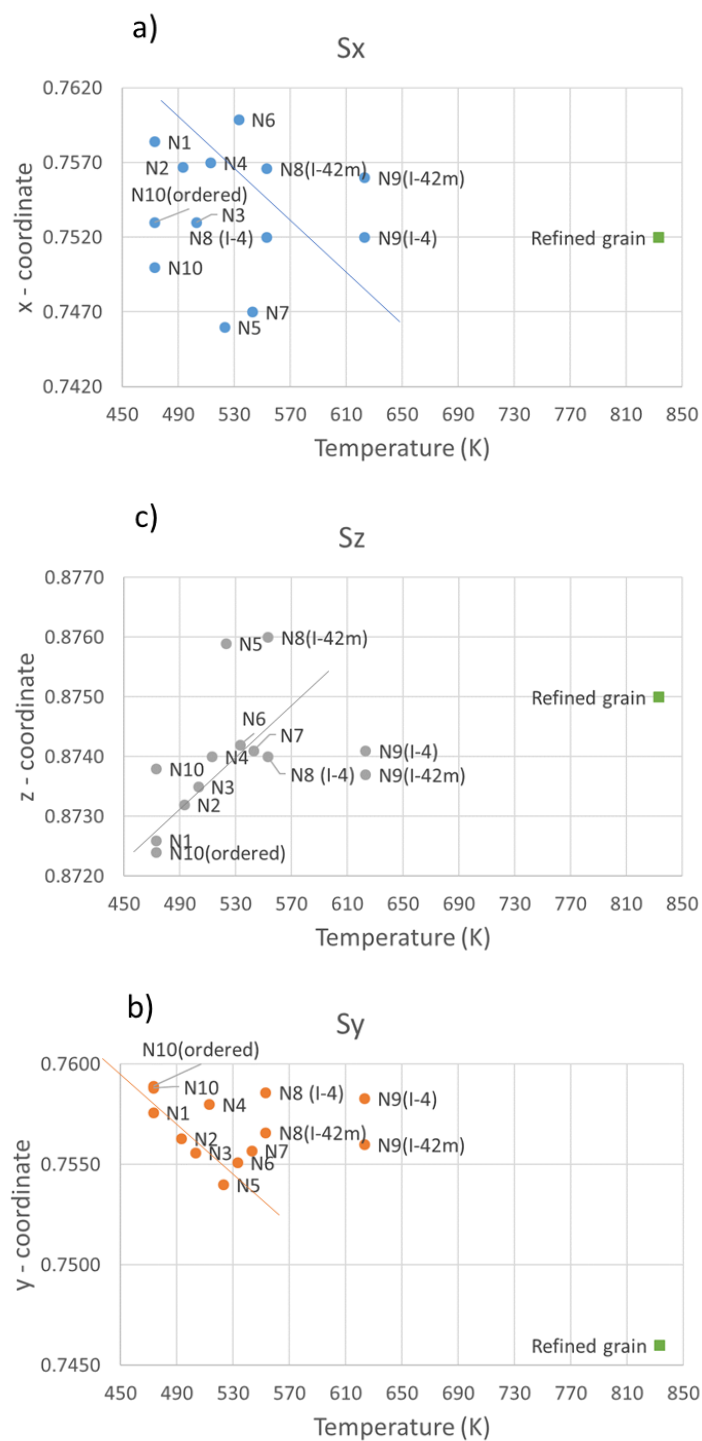 a)
Sx
0.7620
0.7570
0.7520
0.7470
0.7420
x - coordinate
N6
N1
N2
N4
N8(I-42m)
N9(I-42m)
N10(ordered)
N3
N8 (I-4)
N9(I-4)
Refined grain
N10
N7
N5
450 490 530 570 610 650 690 730 770 810 850
Temperature (K)
c)
Sz
0.8770
0.8760
0.8750
0.8740
0.8730
0.8720
z - coordinate
N5
N8(I-42m)
Refined grain
N6
N7
N4
N9(I-4)
N10
N8 (I-4)
N9(I-42m)
N3
N2
N1
N10(ordered)
450 490 530 570 610 650 690 730 770 810 850
Temperature (K)
b)
Sy
0.7600
0.7550
0.7500
0.7450
y - coordinate
N10(ordered)
N10
N8 (I-4)
N9(I-4)
N4
N1
N2
N8(I-42m)
N9(I-42m)
N3
N7
N6
N5
Refined grain
450 490 530 570 610 650 690 730 770 810 850
Temperature (K)